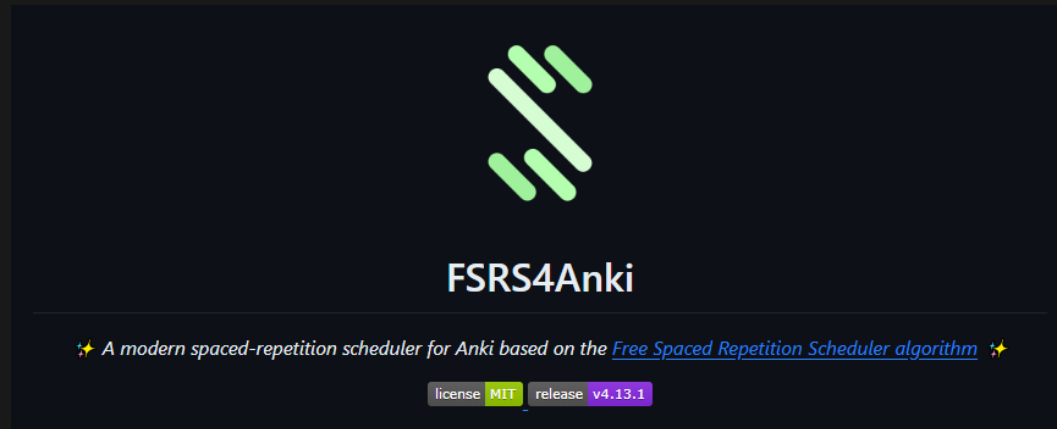 FSRS4Anki
✨ A modern spaced-repetition scheduler for Anki based on the Free Spaced Repetition Scheduler algorithm ✨
license MIT release v4.13.1